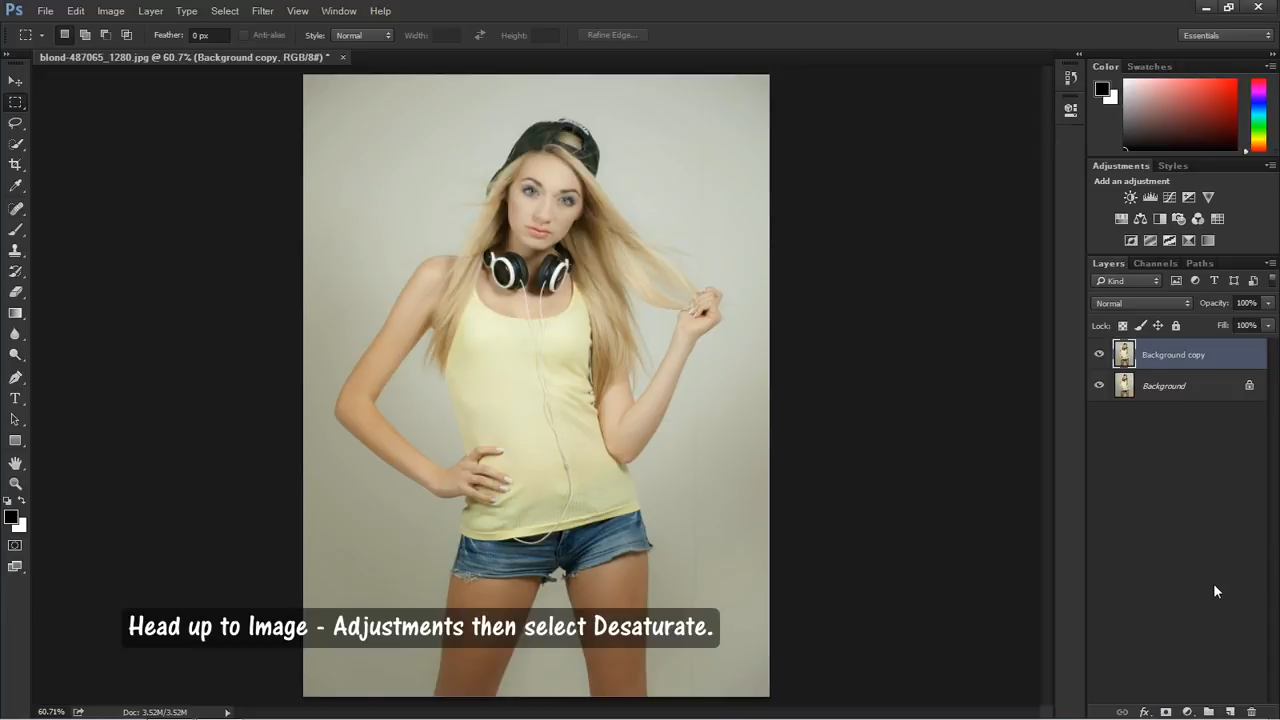 Ps File Edit Image Layer Type Select Filter View Window Help
Feather: 0 px Anti-alias Style: Normal Width: Height: Refine Edge... Essentials
blond-487065_1280.jpg @ 60.7% (Background copy, RGB/8#) * ×
Color Swatches
Adjustments Styles
Add an adjustment
Layers Channels Paths
Kind
Normal Opacity: 100%
Lock: Fill: 100%
Background copy
Background
Head up to Image - Adjustments then select Desaturate.
60.71% Doc: 3.52M/3.52M
fx